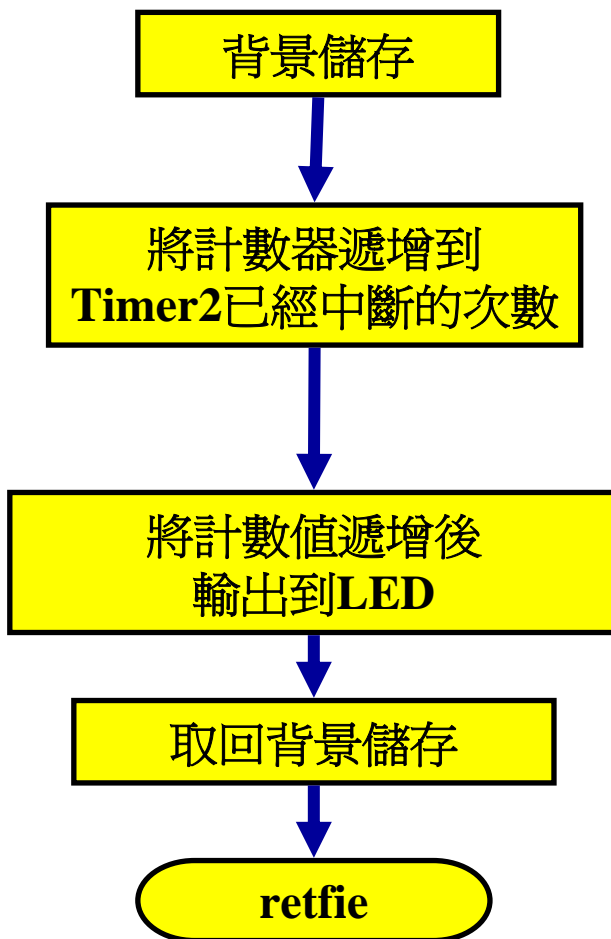 背景儲存
將計數器遞增到
Timer2已經中斷的次數
將計數值遞增後
輸出到LED
取回背景儲存
retfie